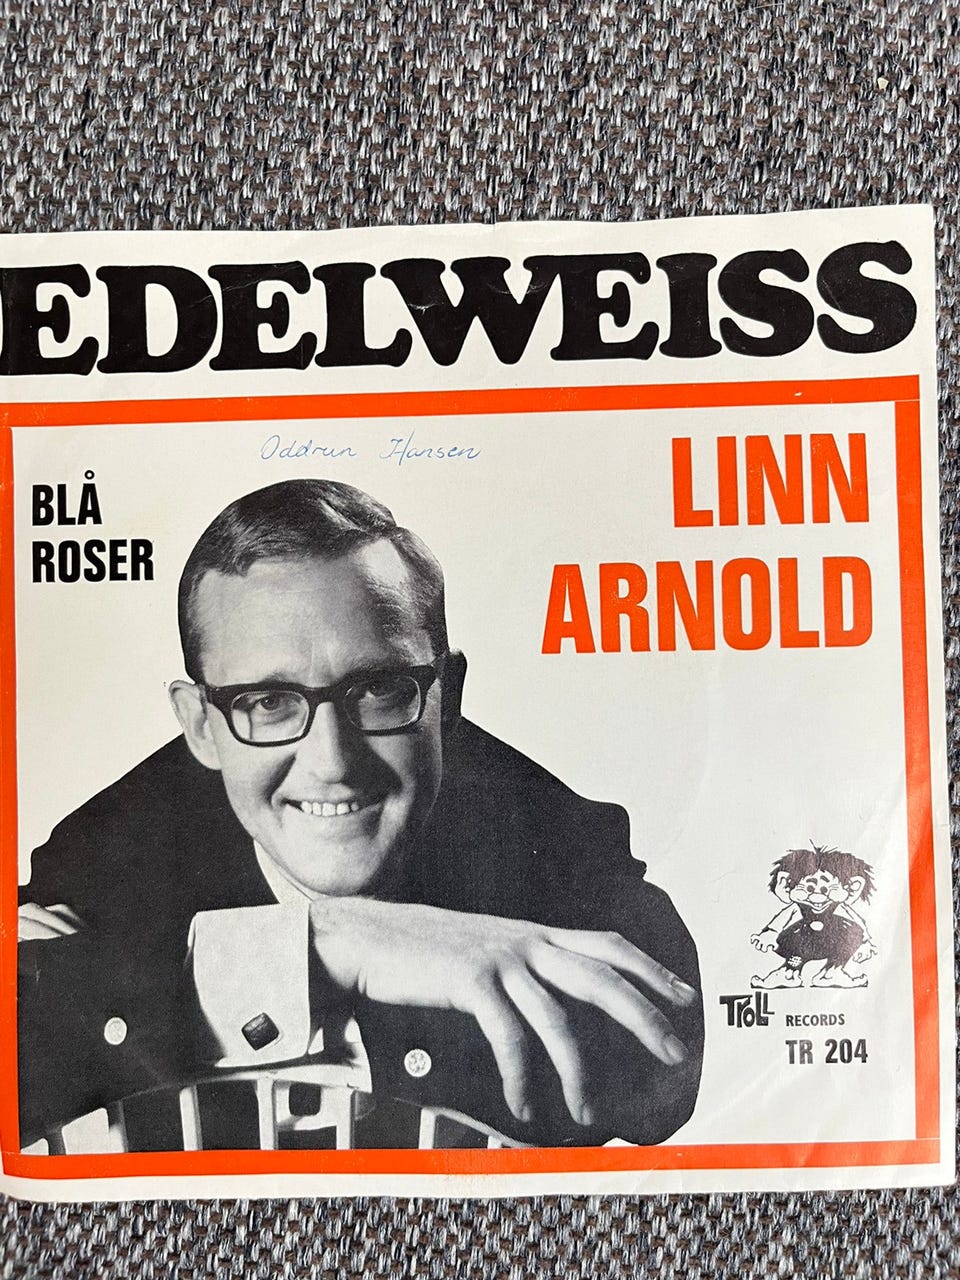 EDELWEISS
Oddrun Hansen
BLÅ
ROSER
LINN
ARNOLD
TROLL RECORDS
TR 204